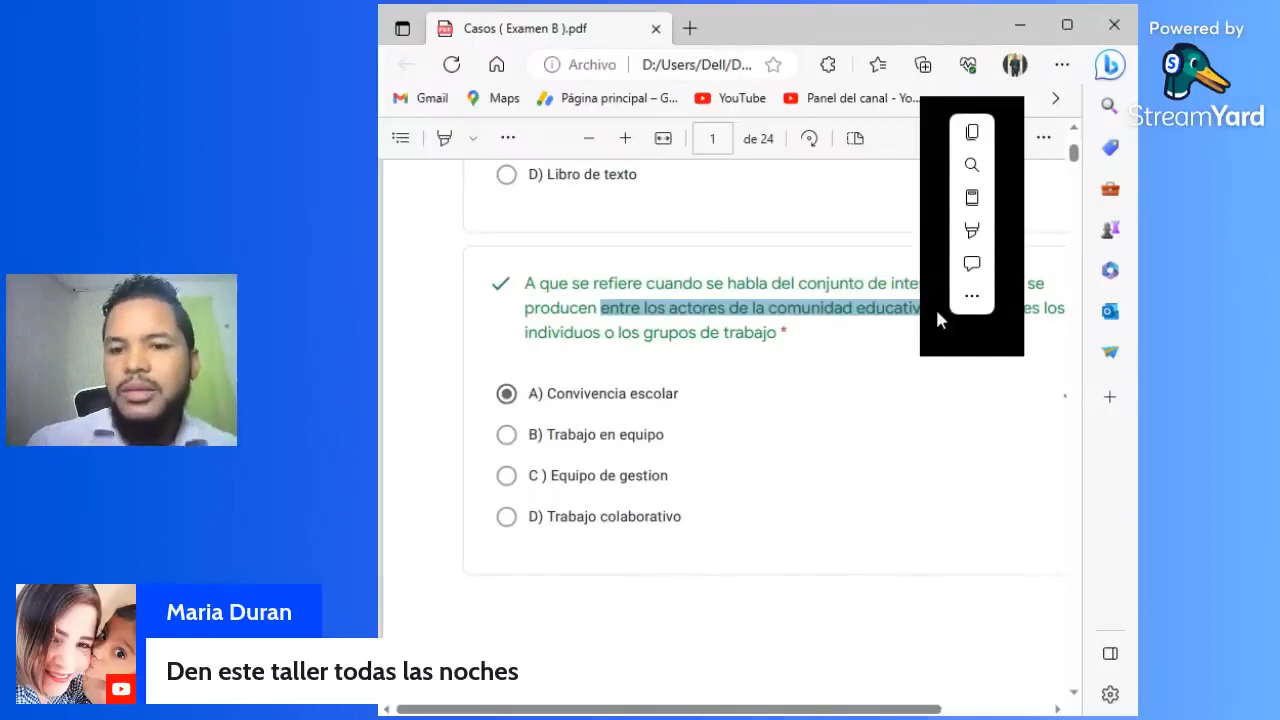 Casos ( Examen B ).pdf
Powered by
StreamYard
Archivo
D:/Users/Dell/D...
Gmail
Maps
Página principal – G...
YouTube
Panel del canal - Yo...
1
de 24
D) Libro de texto
A que se refiere cuando se habla del conjunto de se
producen entre los actores de la comunidad los
individuos o los grupos de trabajo *
A) Convivencia escolar
B) Trabajo en equipo
C ) Equipo de gestion
D) Trabajo colaborativo
Maria Duran
Den este taller todas las noches